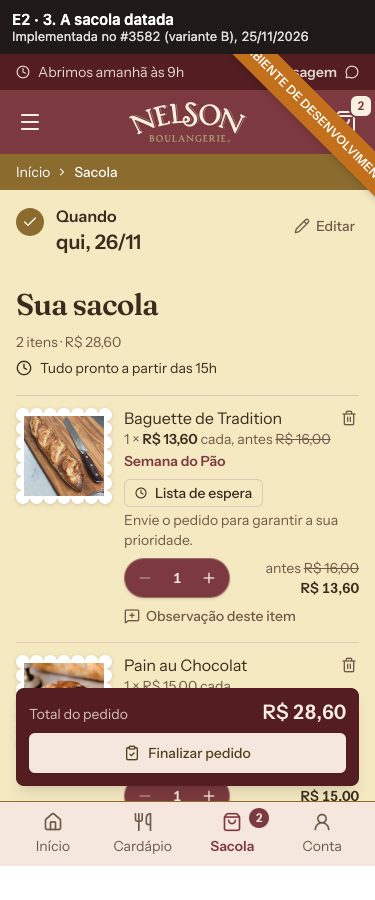 E2 · 3. A sacola datada
Implementada no #3582 (variante B), 25/11/2026
Abrimos amanhã às 9h
NELSON
BOULANGERIE
2
Início > Sacola
Quando
qui, 26/11
Editar
Sua sacola
2 itens · R$ 28,60
Tudo pronto a partir das 15h
Baguette de Tradition
1 × R$ 13,60 cada, antes R$ 16,00
Semana do Pão
Lista de espera
Envie o pedido para garantir a sua
prioridade.
1
antes R$ 16,00
R$ 13,60
Observação deste item
Pain au Chocolat
1 × R$ 15,00 cada
Total do pedido R$ 28,60
Finalizar pedido
1
R$ 15,00
Início
Cardápio
Sacola
2
Conta